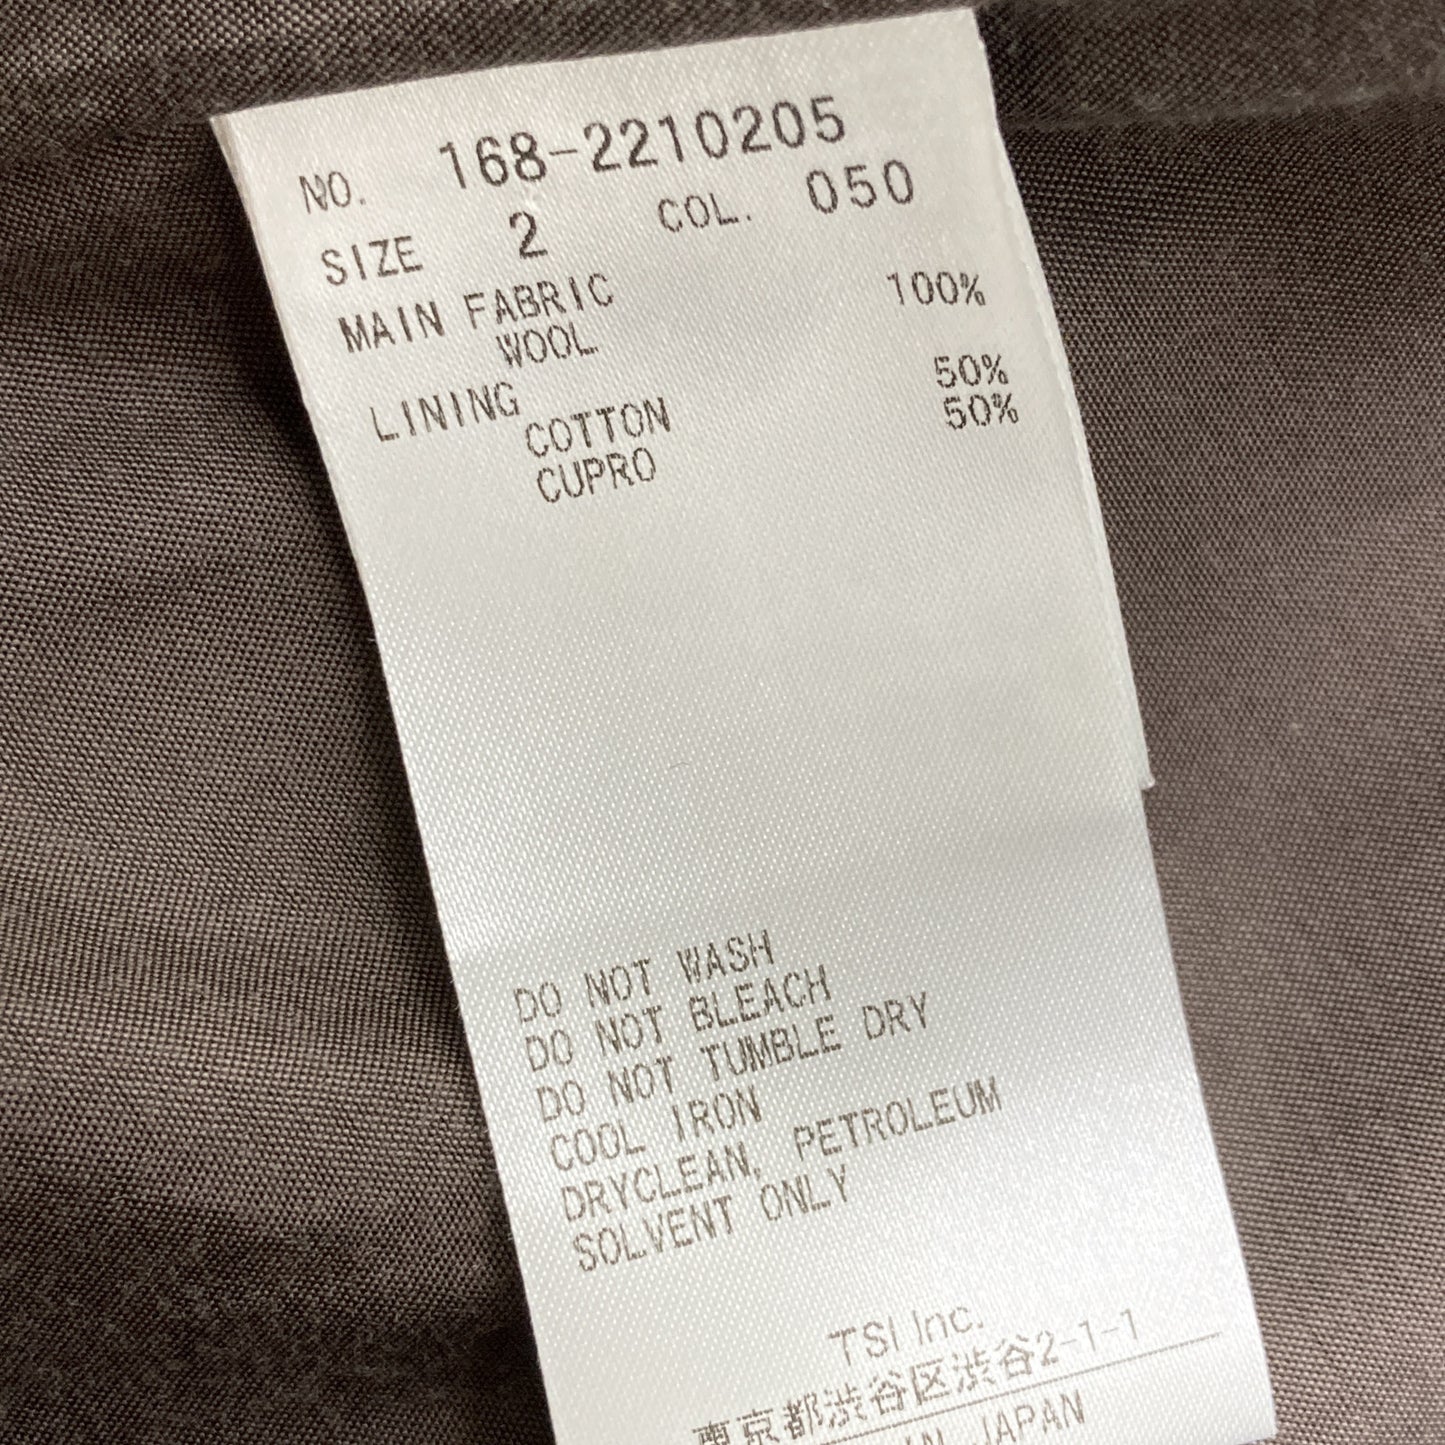 NO. 168-2210205
SIZE 2 COL. 050
MAIN FABRIC
WOOL 100%
LINING
COTTON 50%
CUPRO 50%
DO NOT WASH
DO NOT BLEACH
DO NOT TUMBLE DRY
COOL IRON
DRYCLEAN, PETROLEUM
SOLVENT ONLY
TSI Inc.
東京都渋谷区渋谷2-1-1
IN JAPAN